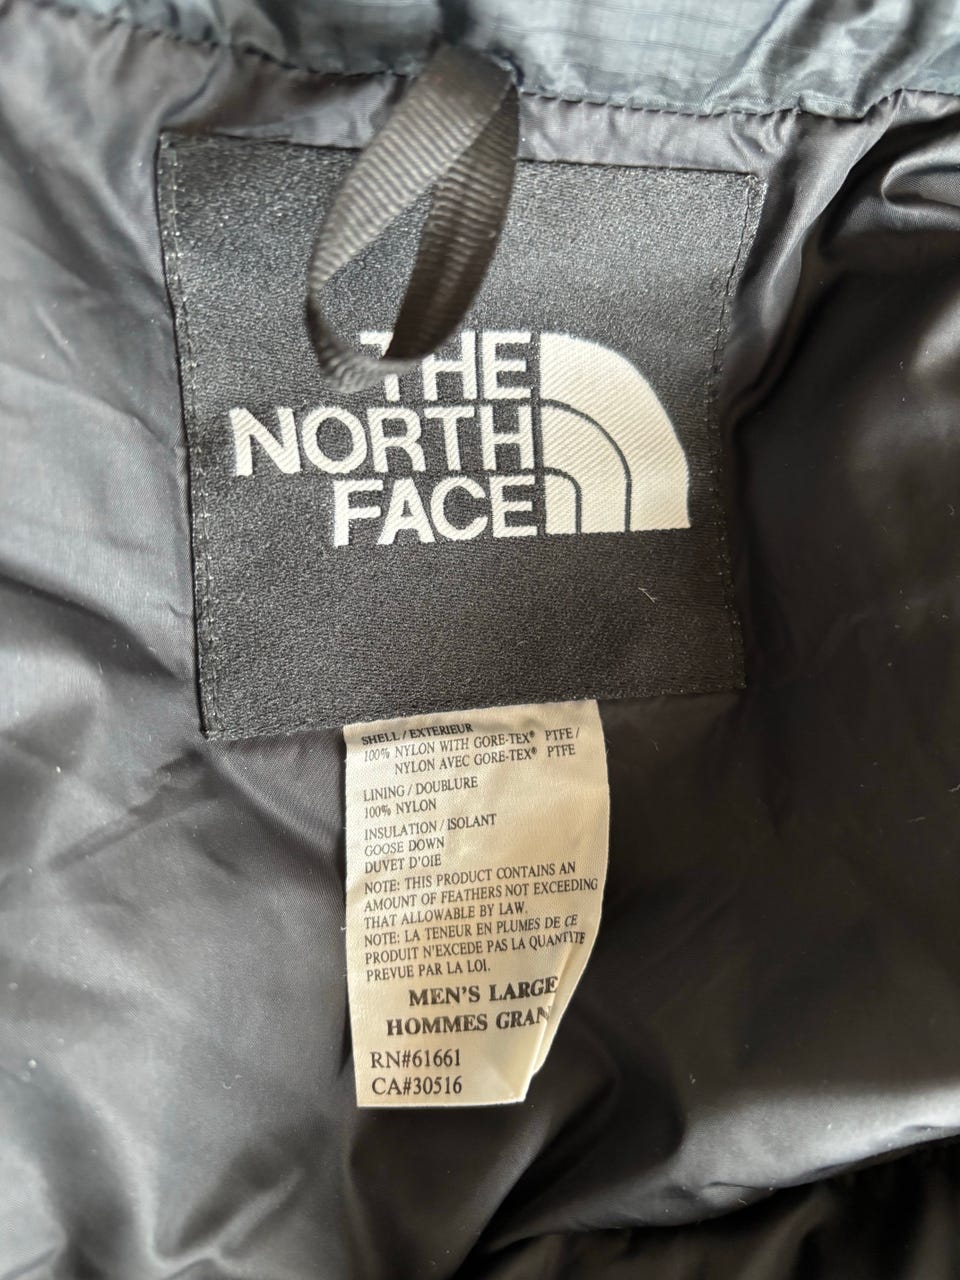 THE
NORTH
FACE
SHELL / EXTERIEUR
100% NYLON WITH GORE-TEX® PTFE /
NYLON AVEC GORE-TEX® PTFE
LINING / DOUBLURE
100% NYLON
INSULATION / ISOLANT
GOOSE DOWN
DUVET D'OIE
NOTE: THIS PRODUCT CONTAINS AN
AMOUNT OF FEATHERS NOT EXCEEDING
THAT ALLOWABLE BY LAW.
NOTE: LA TENEUR EN PLUMES DE CE
PRODUIT N'EXCEDE PAS LA QUANTITE
PREVUE PAR LA LOI.
MEN'S LARGE
HOMMES GRAN
RN#61661
CA#30516